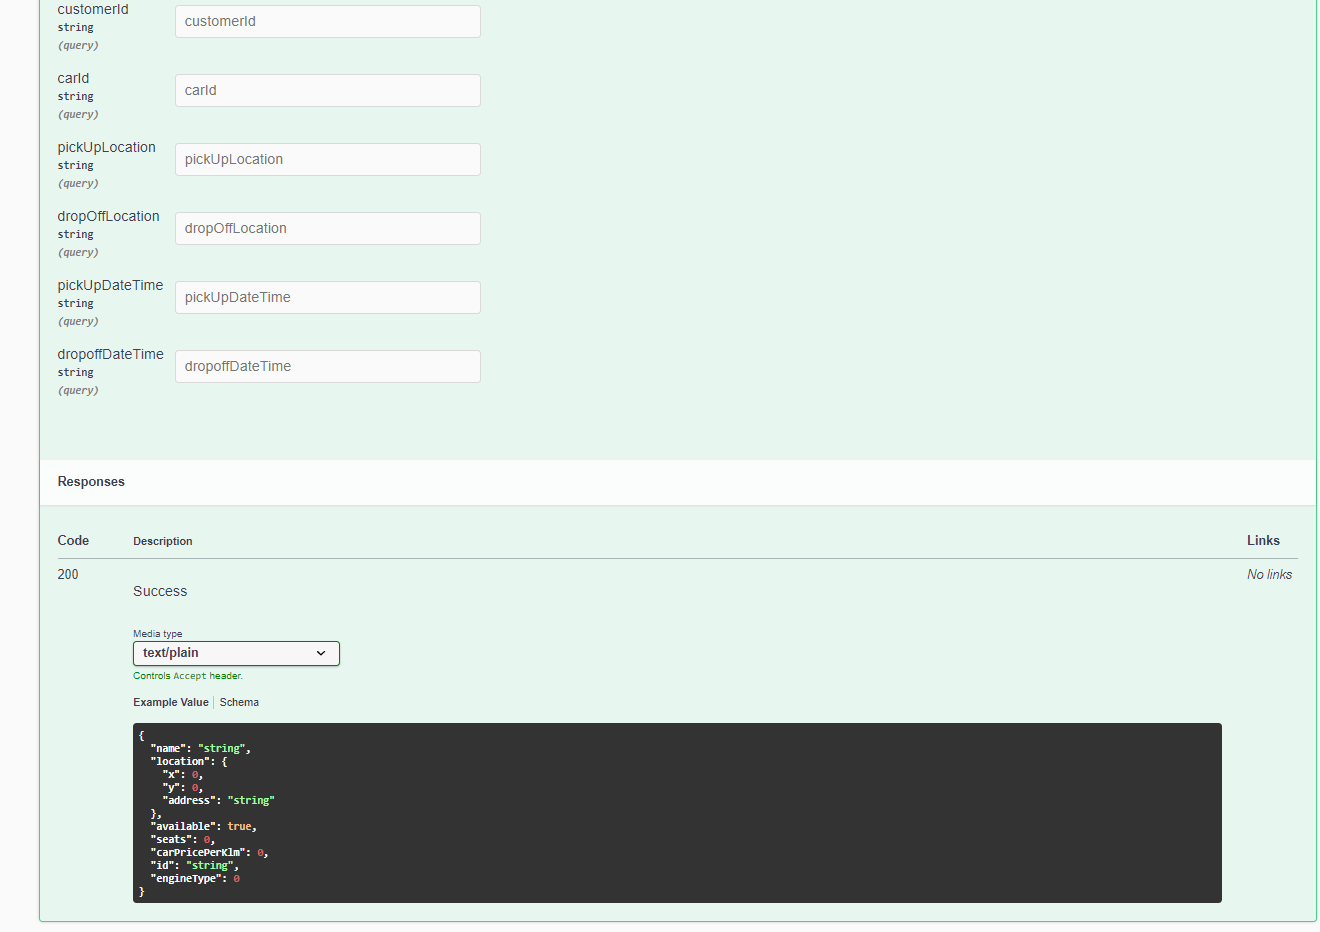 customerId
string
(query)
customerId
carId
string
(query)
carId
pickUpLocation
string
(query)
pickUpLocation
dropOffLocation
string
(query)
dropOffLocation
pickUpDateTime
string
(query)
pickUpDateTime
dropoffDateTime
string
(query)
dropoffDateTime
Responses
Code Description Links
200 No links
Success
Media type
text/plain
Controls Accept header.
Example Value Schema
{
  "name": "string",
  "location": {
    "x": 0,
    "y": 0,
    "address": "string"
  },
  "available": true,
  "seats": 0,
  "carPricePerKlm": 0,
  "id": "string",
  "engineType": 0
}